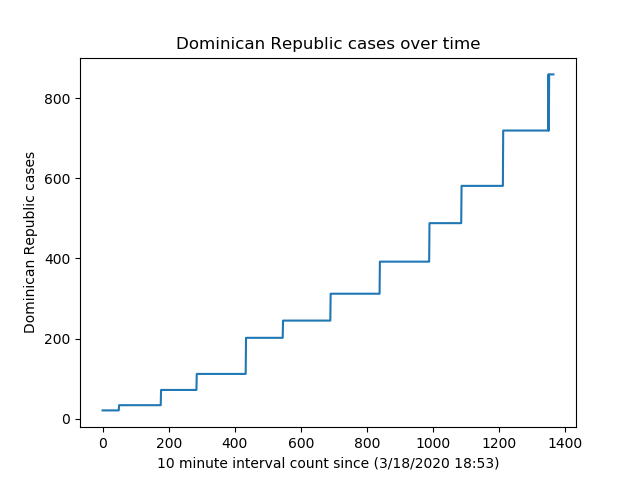 Dominican Republic cases over time
800
600
400
200
0
Dominican Republic cases
0 200 400 600 800 1000 1200 1400
10 minute interval count since (3/18/2020 18:53)